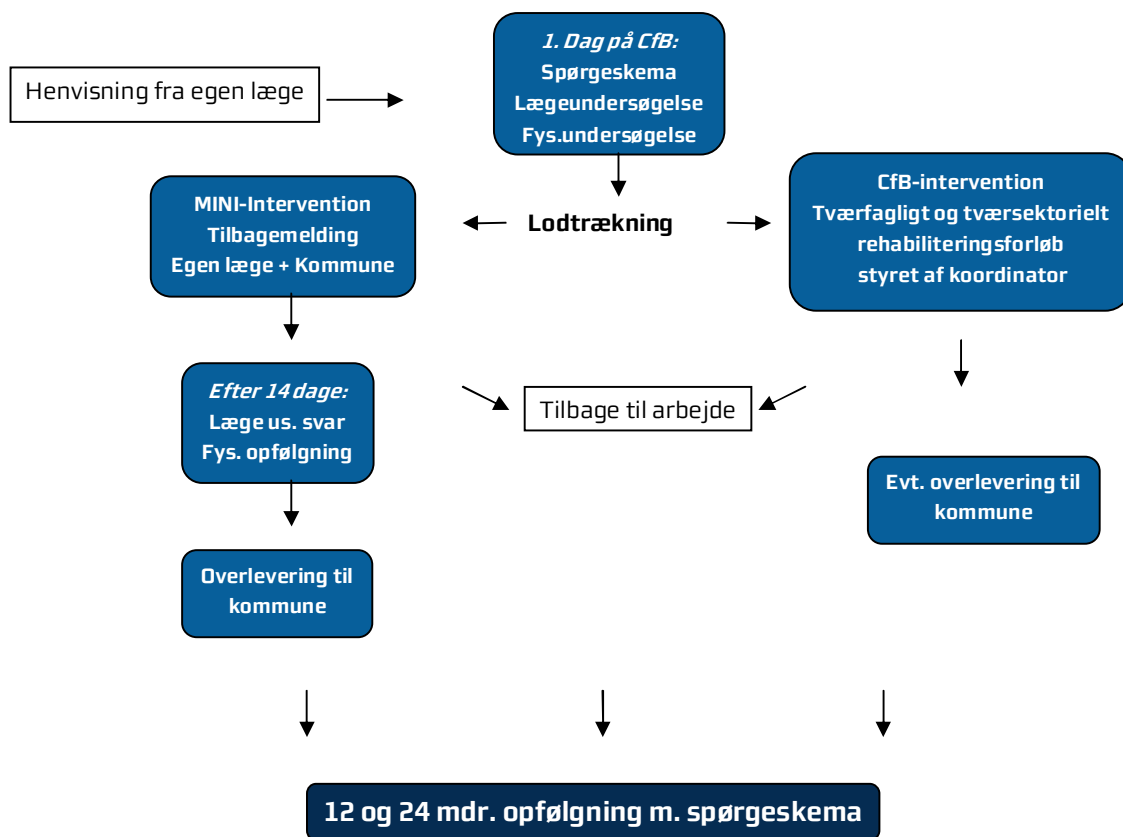 Henvisning fra egen læge
1. Dag på CfB:
Spørgeskema
Lægeundersøgelse
Fys.undersøgelse
Lodtrækning
MINI-Intervention
Tilbagemelding
Egen læge + Kommune
CfB-intervention
Tværfagligt og tværsektorielt
rehabiliteringsforløb
styret af koordinator
Efter 14 dage:
Læge us. svar
Fys. opfølgning
Tilbage til arbejde
Evt. overlevering til
kommune
Overlevering til
kommune
12 og 24 mdr. opfølgning m. spørgeskema